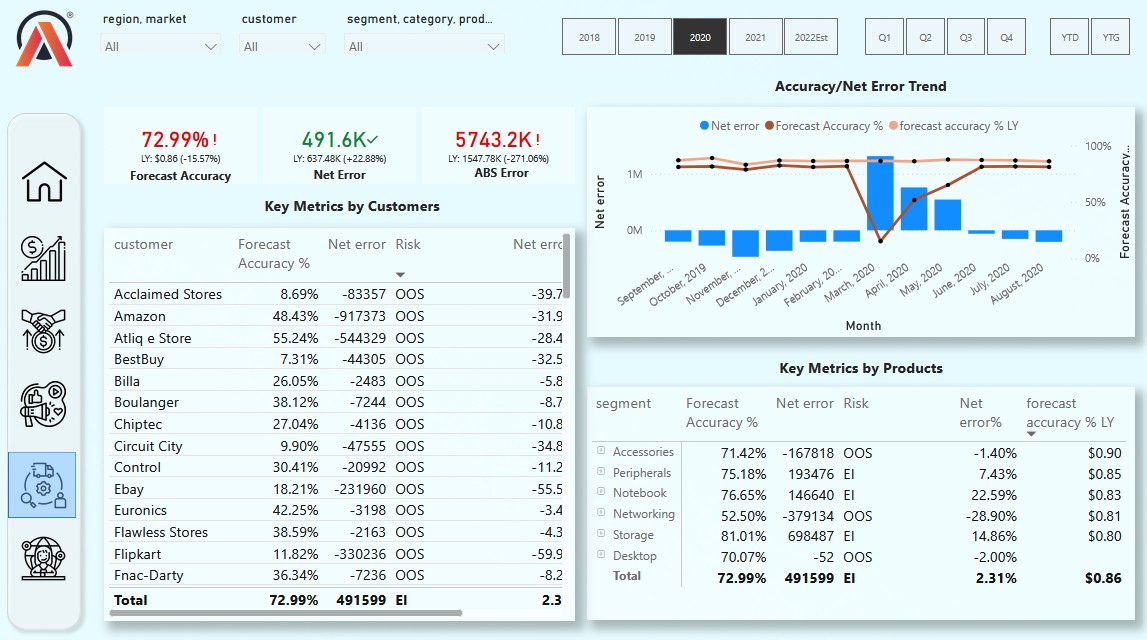 region, market
customer
segment, category, prod...
All
All
All
2018
2019
2020
2021
2022Est
Q1
Q2
Q3
Q4
YTD
YTG
72.99%!
LY: $0.86 (-15.57%)
Forecast Accuracy
491.6K✓
LY: 637.48K (+22.88%)
Net Error
5743.2K!
LY: 1547.78K (-271.06%)
ABS Error
Accuracy/Net Error Trend
Net error Forecast Accuracy % forecast accuracy % LY
1M
0M
Net error
100%
50%
0%
Forecast Accuracy...
September, ...
October, 2019
November, ...
December, 2...
January, 2020
February, 20...
March, 2020
April, 2020
May, 2020
June, 2020
July, 2020
August, 2020
Month
Key Metrics by Customers
customer Forecast Accuracy % Net error Risk Net erro
Acclaimed Stores 8.69% -83357 OOS -39.7
Amazon 48.43% -917373 OOS -31.9
Atliq e Store 55.24% -544329 OOS -28.4
BestBuy 7.31% -44305 OOS -32.5
Billa 26.05% -2483 OOS -5.8
Boulanger 38.12% -7244 OOS -8.7
Chiptec 27.04% -4136 OOS -10.8
Circuit City 9.90% -47555 OOS -34.8
Control 30.41% -20992 OOS -11.2
Ebay 18.21% -231960 OOS -55.5
Euronics 42.25% -3198 OOS -3.4
Flawless Stores 38.59% -2163 OOS -4.3
Flipkart 11.82% -330236 OOS -59.9
Fnac-Darty 36.34% -7236 OOS -8.2
Total 72.99% 491599 EI 2.3
Key Metrics by Products
segment Forecast Accuracy % Net error Risk Net error% forecast accuracy % LY
Accessories 71.42% -167818 OOS -1.40% $0.90
Peripherals 75.18% 193476 EI 7.43% $0.85
Notebook 76.65% 146640 EI 22.59% $0.83
Networking 52.50% -379134 OOS -28.90% $0.81
Storage 81.01% 698487 EI 14.86% $0.80
Desktop 70.07% -52 OOS -2.00%
Total 72.99% 491599 EI 2.31% $0.86